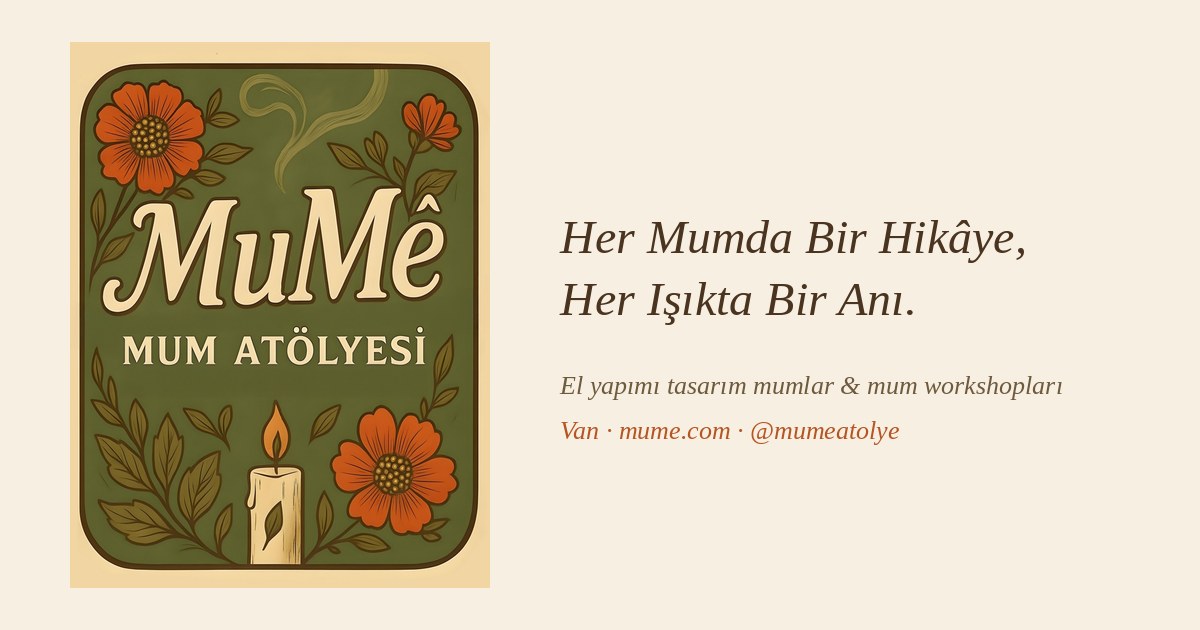 MuMê
MUM ATÖLYESİ
Her Mumda Bir Hikâye,
Her Işıkta Bir Anı.
El yapımı tasarım mumlar & mum workshopları
Van · mume.com · @mumeatolye